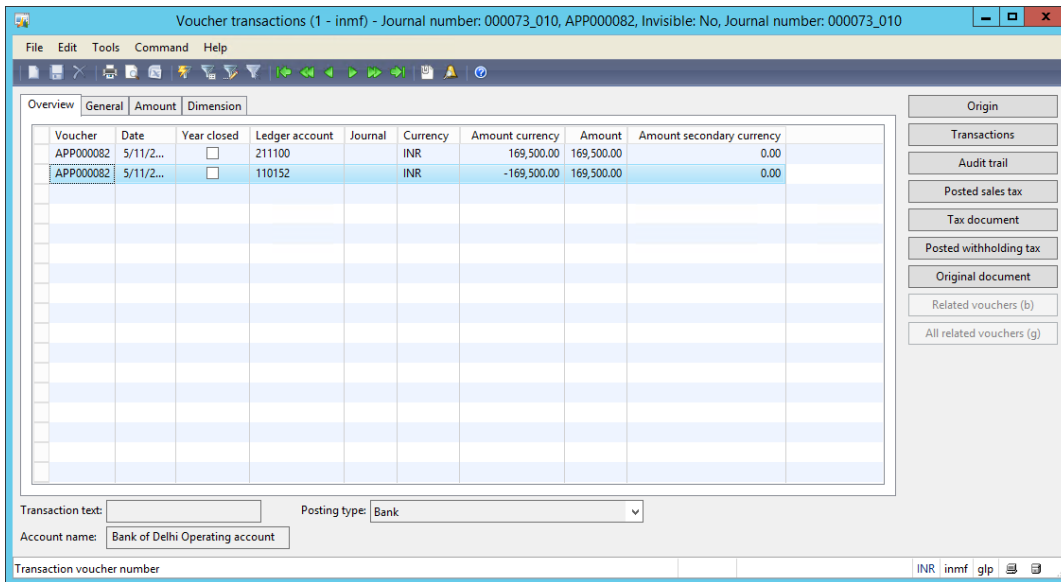 Voucher transactions (1 - inmf) - Journal number: 000073_010, APP000082, Invisible: No, Journal number: 000073_010
File Edit Tools Command Help
Overview General Amount Dimension
Voucher Date Year closed Ledger account Journal Currency Amount currency Amount Amount secondary currency
APP000082 5/11/2... 211100 INR 169,500.00 169,500.00 0.00
APP000082 5/11/2... 110152 INR -169,500.00 169,500.00 0.00
Origin
Transactions
Audit trail
Posted sales tax
Tax document
Posted withholding tax
Original document
Related vouchers (b)
All related vouchers (g)
Transaction text: Posting type: Bank
Account name: Bank of Delhi Operating account
Transaction voucher number INR inmf glp